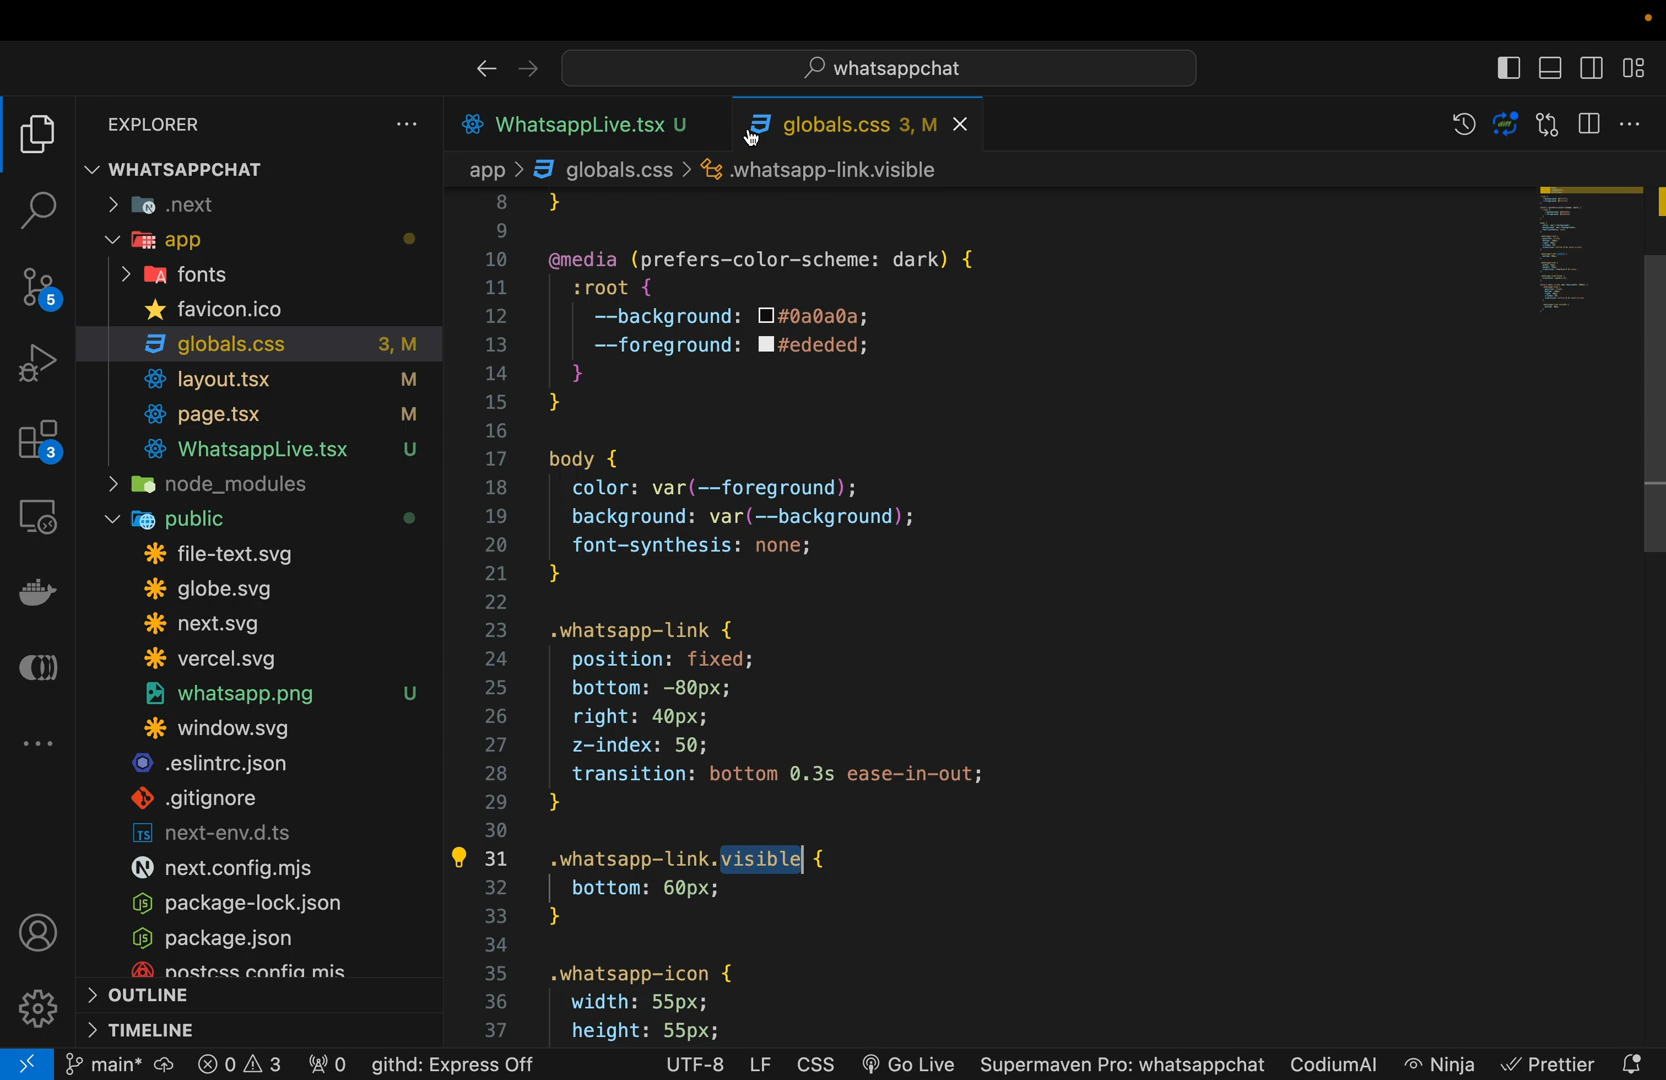 whatsappchat
EXPLORER
WhatsappLive.tsx U
globals.css 3, M
WHATSAPPCHAT
app > globals.css > .whatsapp-link.visible
.next
app
fonts
favicon.ico
globals.css 3, M
layout.tsx M
page.tsx M
WhatsappLive.tsx U
node_modules
public
file-text.svg
globe.svg
next.svg
vercel.svg
whatsapp.png U
window.svg
.eslintrc.json
.gitignore
next-env.d.ts
next.config.mjs
package-lock.json
package.json
postcss.config.mjs
OUTLINE
TIMELINE
5
3
8 }
9
10 @media (prefers-color-scheme: dark) {
11 :root {
12 --background: #0a0a0a;
13 --foreground: #ededed;
14 }
15 }
16
17 body {
18 color: var(--foreground);
19 background: var(--background);
20 font-synthesis: none;
21 }
22
23 .whatsapp-link {
24 position: fixed;
25 bottom: -80px;
26 right: 40px;
27 z-index: 50;
28 transition: bottom 0.3s ease-in-out;
29 }
30
31 .whatsapp-link.visible {
32 bottom: 60px;
33 }
34
35 .whatsapp-icon {
36 width: 55px;
37 height: 55px;
main* 0 3 0 githd: Express Off UTF-8 LF CSS Go Live Supermaven Pro: whatsappchat CodiumAI Ninja Prettier